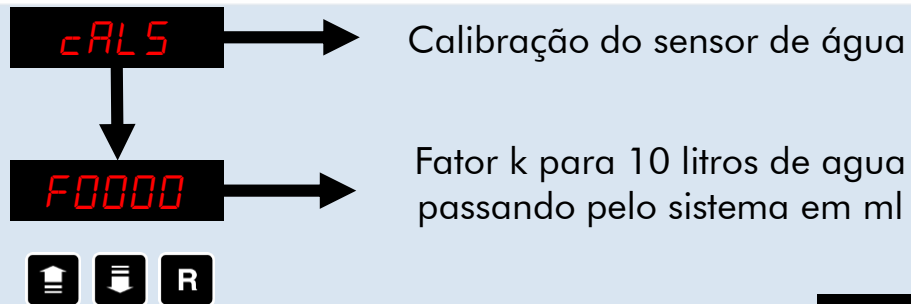 cALS
Calibração do sensor de água
F0000
Fator k para 10 litros de agua
passando pelo sistema em ml
R